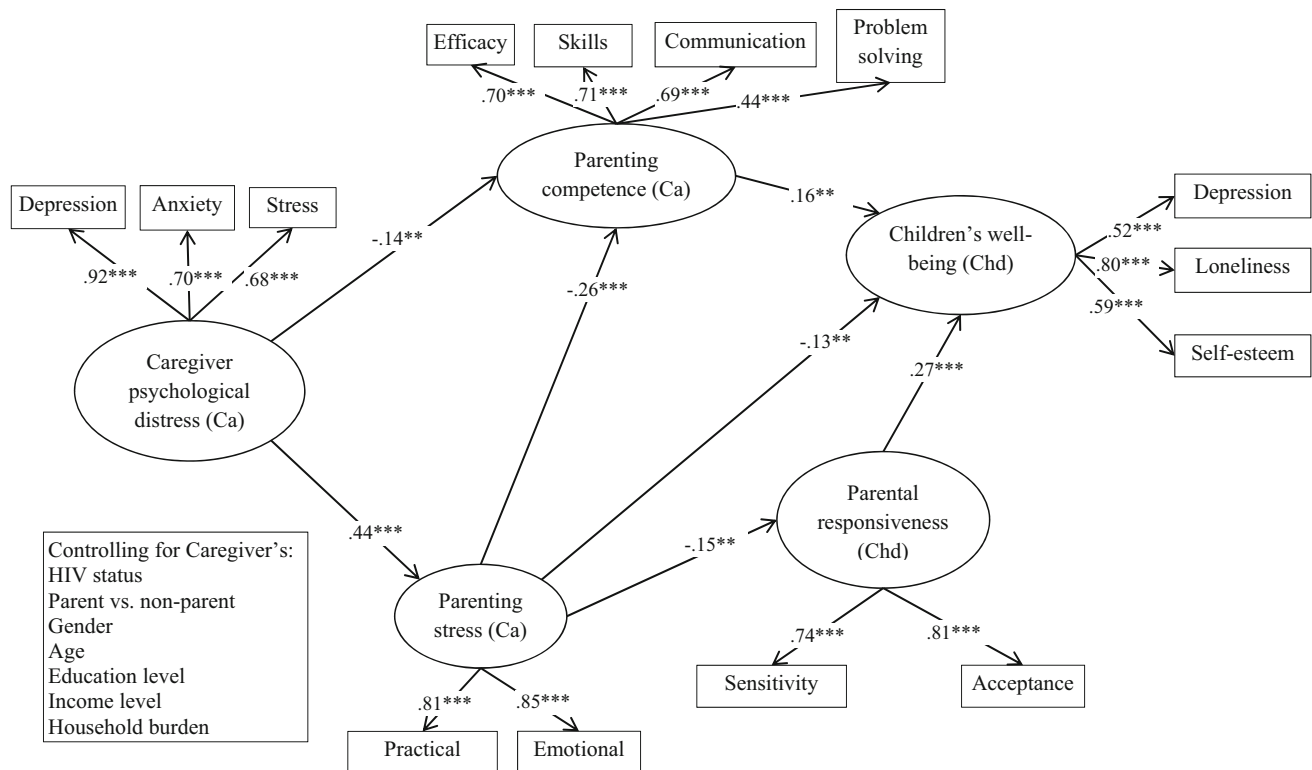 Efficacy
Skills
Communication
Problem
solving
.70***
.71***
.69***
.44***
Parenting
competence (Ca)
Depression
Anxiety
Stress
.92***
.70***
.68***
-.14**
.16**
Children's well-
being (Chd)
Depression
Loneliness
Self-esteem
.52***
.80***
.59***
Caregiver
psychological
distress (Ca)
-.26***
-.13**
.27***
.44***
-.15**
Parental
responsiveness
(Chd)
Parenting
stress (Ca)
.74***
.81***
Sensitivity
Acceptance
.81***
.85***
Practical
Emotional
Controlling for Caregiver's:
HIV status
Parent vs. non-parent
Gender
Age
Education level
Income level
Household burden